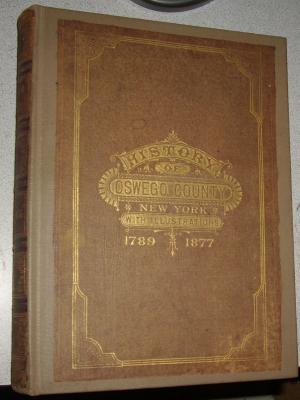 HISTORY
OF
OSWEGO COUNTY
NEW YORK
WITH ILLUSTRATIONS
1789 1877